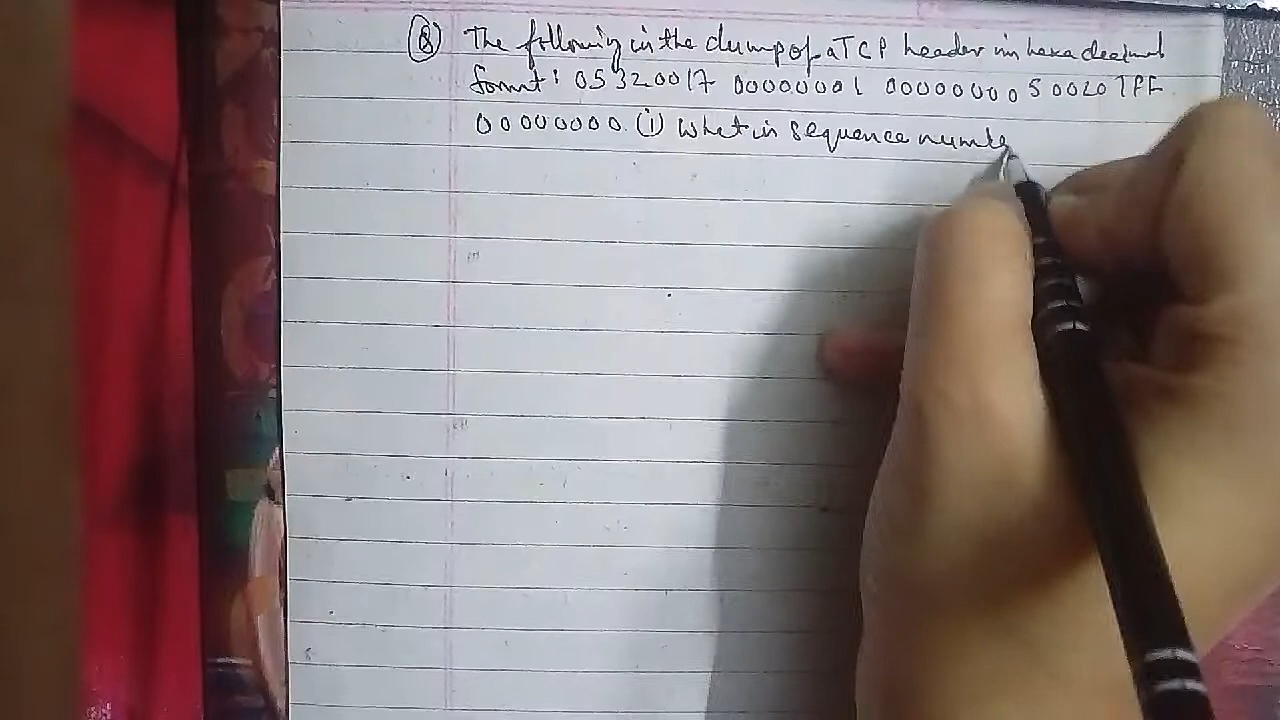 (8) The following is the dump of a TCP header in hexadecimal
format: 05320017 00000001 00000000 500207FF
00000000. (i) What is sequence numbe